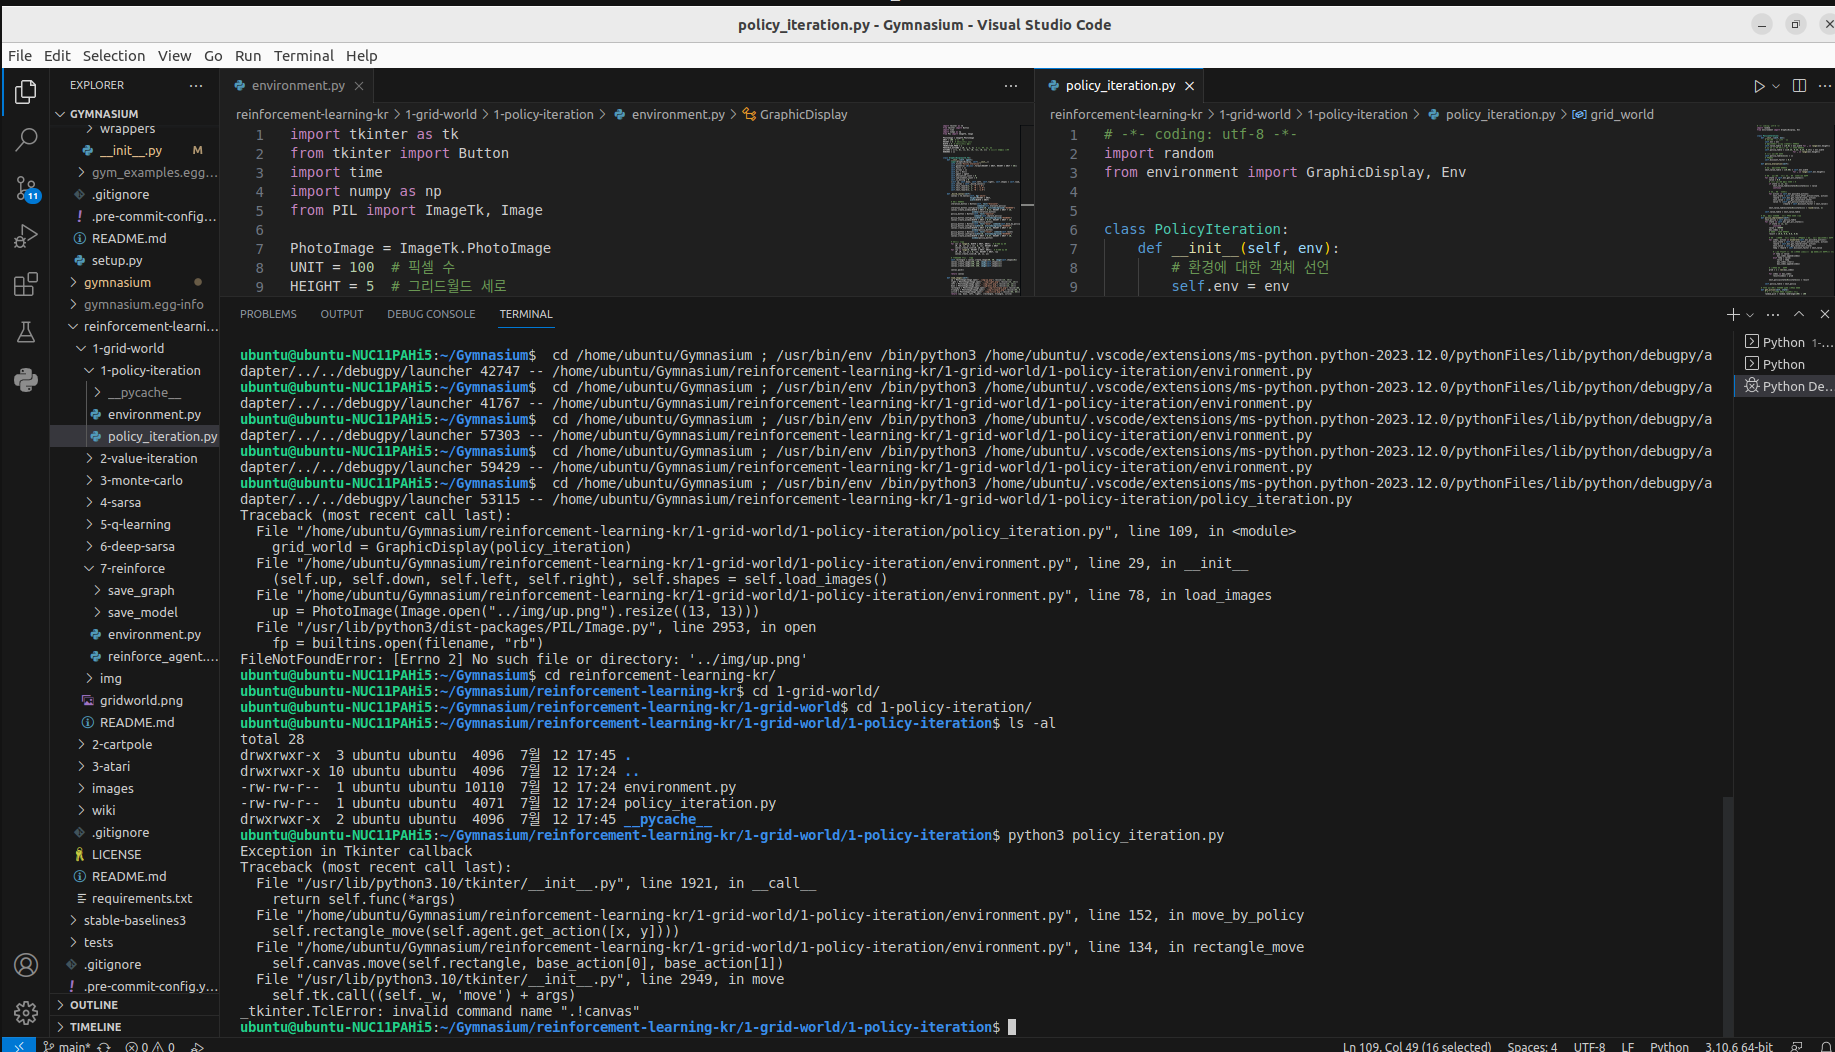 policy_iteration.py - Gymnasium - Visual Studio Code
File Edit Selection View Go Run Terminal Help
EXPLORER
GYMNASIUM
wrappers
__init__.py M
gym_examples.egg...
.gitignore
.pre-commit-config...
README.md
setup.py
gymnasium
gymnasium.egg-info
reinforcement-learni...
1-grid-world
1-policy-iteration
__pycache__
environment.py
policy_iteration.py
2-value-iteration
3-monte-carlo
4-sarsa
5-q-learning
6-deep-sarsa
7-reinforce
save_graph
save_model
environment.py
reinforce_agent....
img
gridworld.png
README.md
2-cartpole
3-atari
images
wiki
.gitignore
LICENSE
README.md
requirements.txt
stable-baselines3
tests
.gitignore
.pre-commit-config.y...
OUTLINE
TIMELINE
11
environment.py
reinforcement-learning-kr > 1-grid-world > 1-policy-iteration > environment.py > GraphicDisplay
1 import tkinter as tk
2 from tkinter import Button
3 import time
4 import numpy as np
5 from PIL import ImageTk, Image
6
7 PhotoImage = ImageTk.PhotoImage
8 UNIT = 100 # 픽셀 수
9 HEIGHT = 5 # 그리드월드 세로
policy_iteration.py
reinforcement-learning-kr > 1-grid-world > 1-policy-iteration > policy_iteration.py > grid_world
1 # -*- coding: utf-8 -*-
2 import random
3 from environment import GraphicDisplay, Env
4
5
6 class PolicyIteration:
7 def __init__(self, env):
8 # 환경에 대한 객체 선언
9 self.env = env
PROBLEMS OUTPUT DEBUG CONSOLE TERMINAL
ubuntu@ubuntu-NUC11PAHi5:~/Gymnasium$ cd /home/ubuntu/Gymnasium ; /usr/bin/env /bin/python3 /home/ubuntu/.vscode/extensions/ms-python.python-2023.12.0/pythonFiles/lib/python/debugpy/a
dapter/../../debugpy/launcher 42747 -- /home/ubuntu/Gymnasium/reinforcement-learning-kr/1-grid-world/1-policy-iteration/environment.py
ubuntu@ubuntu-NUC11PAHi5:~/Gymnasium$ cd /home/ubuntu/Gymnasium ; /usr/bin/env /bin/python3 /home/ubuntu/.vscode/extensions/ms-python.python-2023.12.0/pythonFiles/lib/python/debugpy/a
dapter/../../debugpy/launcher 41767 -- /home/ubuntu/Gymnasium/reinforcement-learning-kr/1-grid-world/1-policy-iteration/environment.py
ubuntu@ubuntu-NUC11PAHi5:~/Gymnasium$ cd /home/ubuntu/Gymnasium ; /usr/bin/env /bin/python3 /home/ubuntu/.vscode/extensions/ms-python.python-2023.12.0/pythonFiles/lib/python/debugpy/a
dapter/../../debugpy/launcher 57303 -- /home/ubuntu/Gymnasium/reinforcement-learning-kr/1-grid-world/1-policy-iteration/environment.py
ubuntu@ubuntu-NUC11PAHi5:~/Gymnasium$ cd /home/ubuntu/Gymnasium ; /usr/bin/env /bin/python3 /home/ubuntu/.vscode/extensions/ms-python.python-2023.12.0/pythonFiles/lib/python/debugpy/a
dapter/../../debugpy/launcher 59429 -- /home/ubuntu/Gymnasium/reinforcement-learning-kr/1-grid-world/1-policy-iteration/environment.py
ubuntu@ubuntu-NUC11PAHi5:~/Gymnasium$ cd /home/ubuntu/Gymnasium ; /usr/bin/env /bin/python3 /home/ubuntu/.vscode/extensions/ms-python.python-2023.12.0/pythonFiles/lib/python/debugpy/a
dapter/../../debugpy/launcher 53115 -- /home/ubuntu/Gymnasium/reinforcement-learning-kr/1-grid-world/1-policy-iteration/policy_iteration.py
Traceback (most recent call last):
File "/home/ubuntu/Gymnasium/reinforcement-learning-kr/1-grid-world/1-policy-iteration/policy_iteration.py", line 109, in <module>
grid_world = GraphicDisplay(policy_iteration)
File "/home/ubuntu/Gymnasium/reinforcement-learning-kr/1-grid-world/1-policy-iteration/environment.py", line 29, in __init__
(self.up, self.down, self.left, self.right), self.shapes = self.load_images()
File "/home/ubuntu/Gymnasium/reinforcement-learning-kr/1-grid-world/1-policy-iteration/environment.py", line 78, in load_images
up = PhotoImage(Image.open("../img/up.png").resize((13, 13)))
File "/usr/lib/python3/dist-packages/PIL/Image.py", line 2953, in open
fp = builtins.open(filename, "rb")
FileNotFoundError: [Errno 2] No such file or directory: '../img/up.png'
ubuntu@ubuntu-NUC11PAHi5:~/Gymnasium$ cd reinforcement-learning-kr/
ubuntu@ubuntu-NUC11PAHi5:~/Gymnasium/reinforcement-learning-kr$ cd 1-grid-world/
ubuntu@ubuntu-NUC11PAHi5:~/Gymnasium/reinforcement-learning-kr/1-grid-world$ cd 1-policy-iteration/
ubuntu@ubuntu-NUC11PAHi5:~/Gymnasium/reinforcement-learning-kr/1-grid-world/1-policy-iteration$ ls -al
total 28
drwxrwxr-x 3 ubuntu ubuntu 4096 7월 12 17:45 .
drwxrwxr-x 10 ubuntu ubuntu 4096 7월 12 17:24 ..
-rw-rw-r-- 1 ubuntu ubuntu 10110 7월 12 17:24 environment.py
-rw-rw-r-- 1 ubuntu ubuntu 4071 7월 12 17:24 policy_iteration.py
drwxrwxr-x 2 ubuntu ubuntu 4096 7월 12 17:45 __pycache__
ubuntu@ubuntu-NUC11PAHi5:~/Gymnasium/reinforcement-learning-kr/1-grid-world/1-policy-iteration$ python3 policy_iteration.py
Exception in Tkinter callback
Traceback (most recent call last):
File "/usr/lib/python3.10/tkinter/__init__.py", line 1921, in __call__
return self.func(*args)
File "/home/ubuntu/Gymnasium/reinforcement-learning-kr/1-grid-world/1-policy-iteration/environment.py", line 152, in move_by_policy
self.rectangle_move(self.agent.get_action([x, y]))
File "/home/ubuntu/Gymnasium/reinforcement-learning-kr/1-grid-world/1-policy-iteration/environment.py", line 134, in rectangle_move
self.canvas.move(self.rectangle, base_action[0], base_action[1])
File "/usr/lib/python3.10/tkinter/__init__.py", line 2949, in move
self.tk.call((self._w, 'move') + args)
_tkinter.TclError: invalid command name ".!canvas"
ubuntu@ubuntu-NUC11PAHi5:~/Gymnasium/reinforcement-learning-kr/1-grid-world/1-policy-iteration$
Python 1-...
Python
Python De...
main* 0 0 Ln 109, Col 49 (16 selected) Spaces: 4 UTF-8 LF Python 3.10.6 64-bit